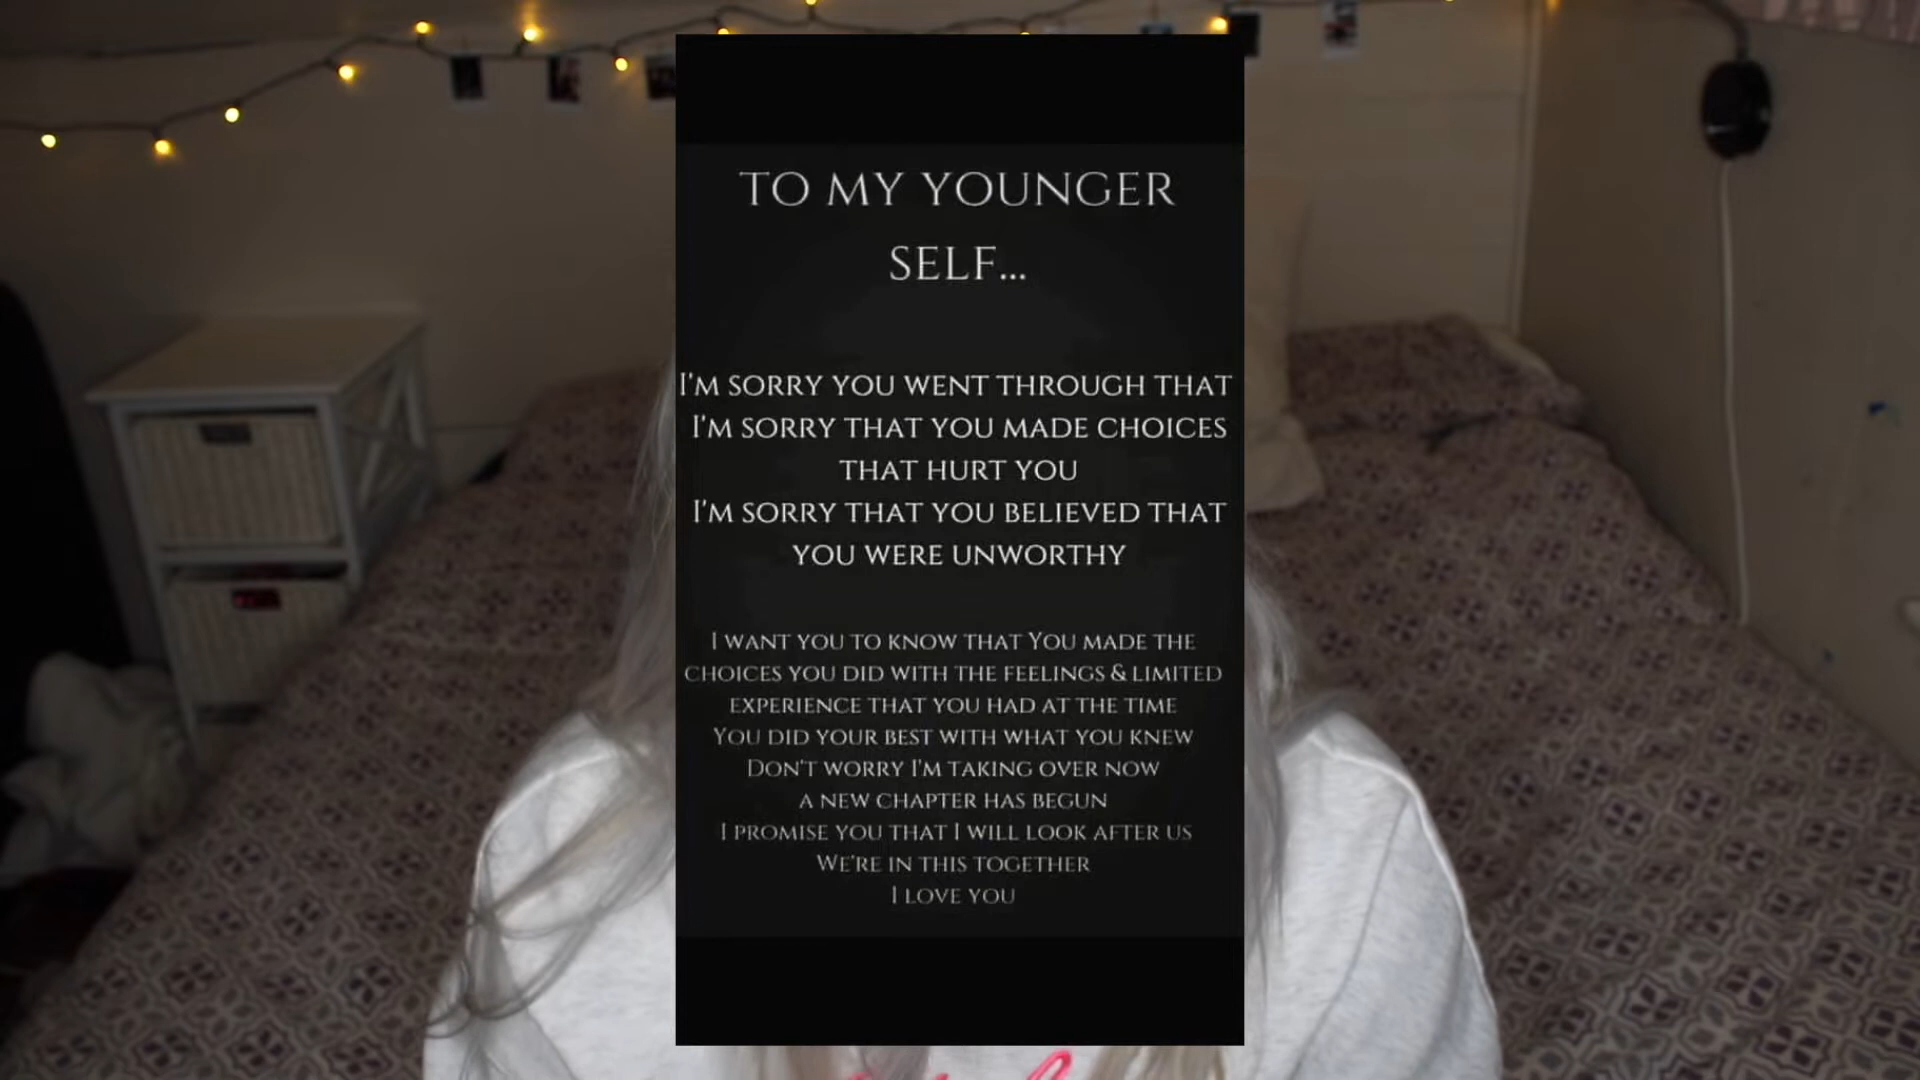 TO MY YOUNGER
SELF...
I'M SORRY YOU WENT THROUGH THAT
I'M SORRY THAT YOU MADE CHOICES
THAT HURT YOU
I'M SORRY THAT YOU BELIEVED THAT
YOU WERE UNWORTHY
I WANT YOU TO KNOW THAT YOU MADE THE
CHOICES YOU DID WITH THE FEELINGS & LIMITED
EXPERIENCE THAT YOU HAD AT THE TIME
YOU DID YOUR BEST WITH WHAT YOU KNEW
DON'T WORRY I'M TAKING OVER NOW
A NEW CHAPTER HAS BEGUN
I PROMISE YOU THAT I WILL LOOK AFTER US
WE'RE IN THIS TOGETHER
I LOVE YOU